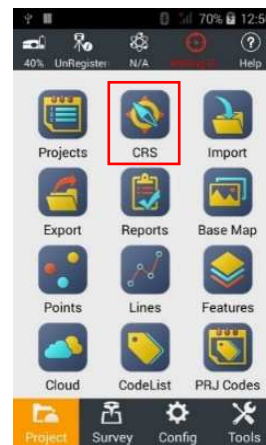 70% 12:5
40% UnRegister N/A Help
Projects CRS Import
Export Reports Base Map
Points Lines Features
Cloud CodeList PRJ Codes
Project Survey Config Tools